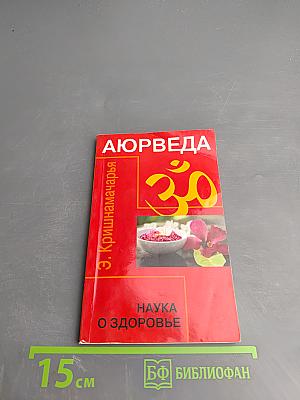 АЮРВЕДА
Э. Кришнамачарья
ॐ
НАУКА
О ЗДОРОВЬЕ
15 см
БФ БИБЛИОФАН